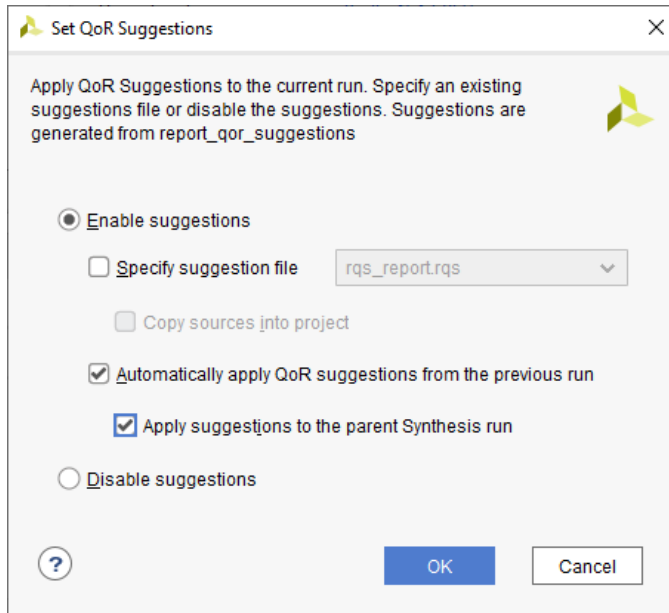 Set QoR Suggestions
Apply QoR Suggestions to the current run. Specify an existing
suggestions file or disable the suggestions. Suggestions are
generated from report_qor_suggestions
Enable suggestions
Specify suggestion file
rqs_report.rqs
Copy sources into project
Automatically apply QoR suggestions from the previous run
Apply suggestions to the parent Synthesis run
Disable suggestions
?
OK
Cancel